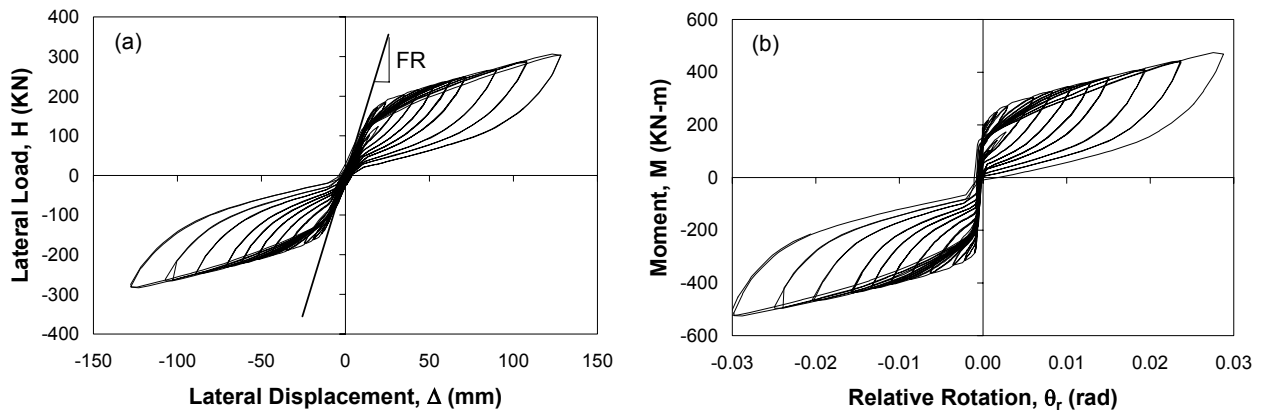 (a)
FR
400
300
200
100
0
-100
-200
-300
-400
-150 -100 -50 0 50 100 150
Lateral Load, H (KN)
Lateral Displacement, Δ (mm)
(b)
600
400
200
0
-200
-400
-600
-0.03 -0.02 -0.01 0.00 0.01 0.02 0.03
Moment, M (KN-m)
Relative Rotation, θr (rad)